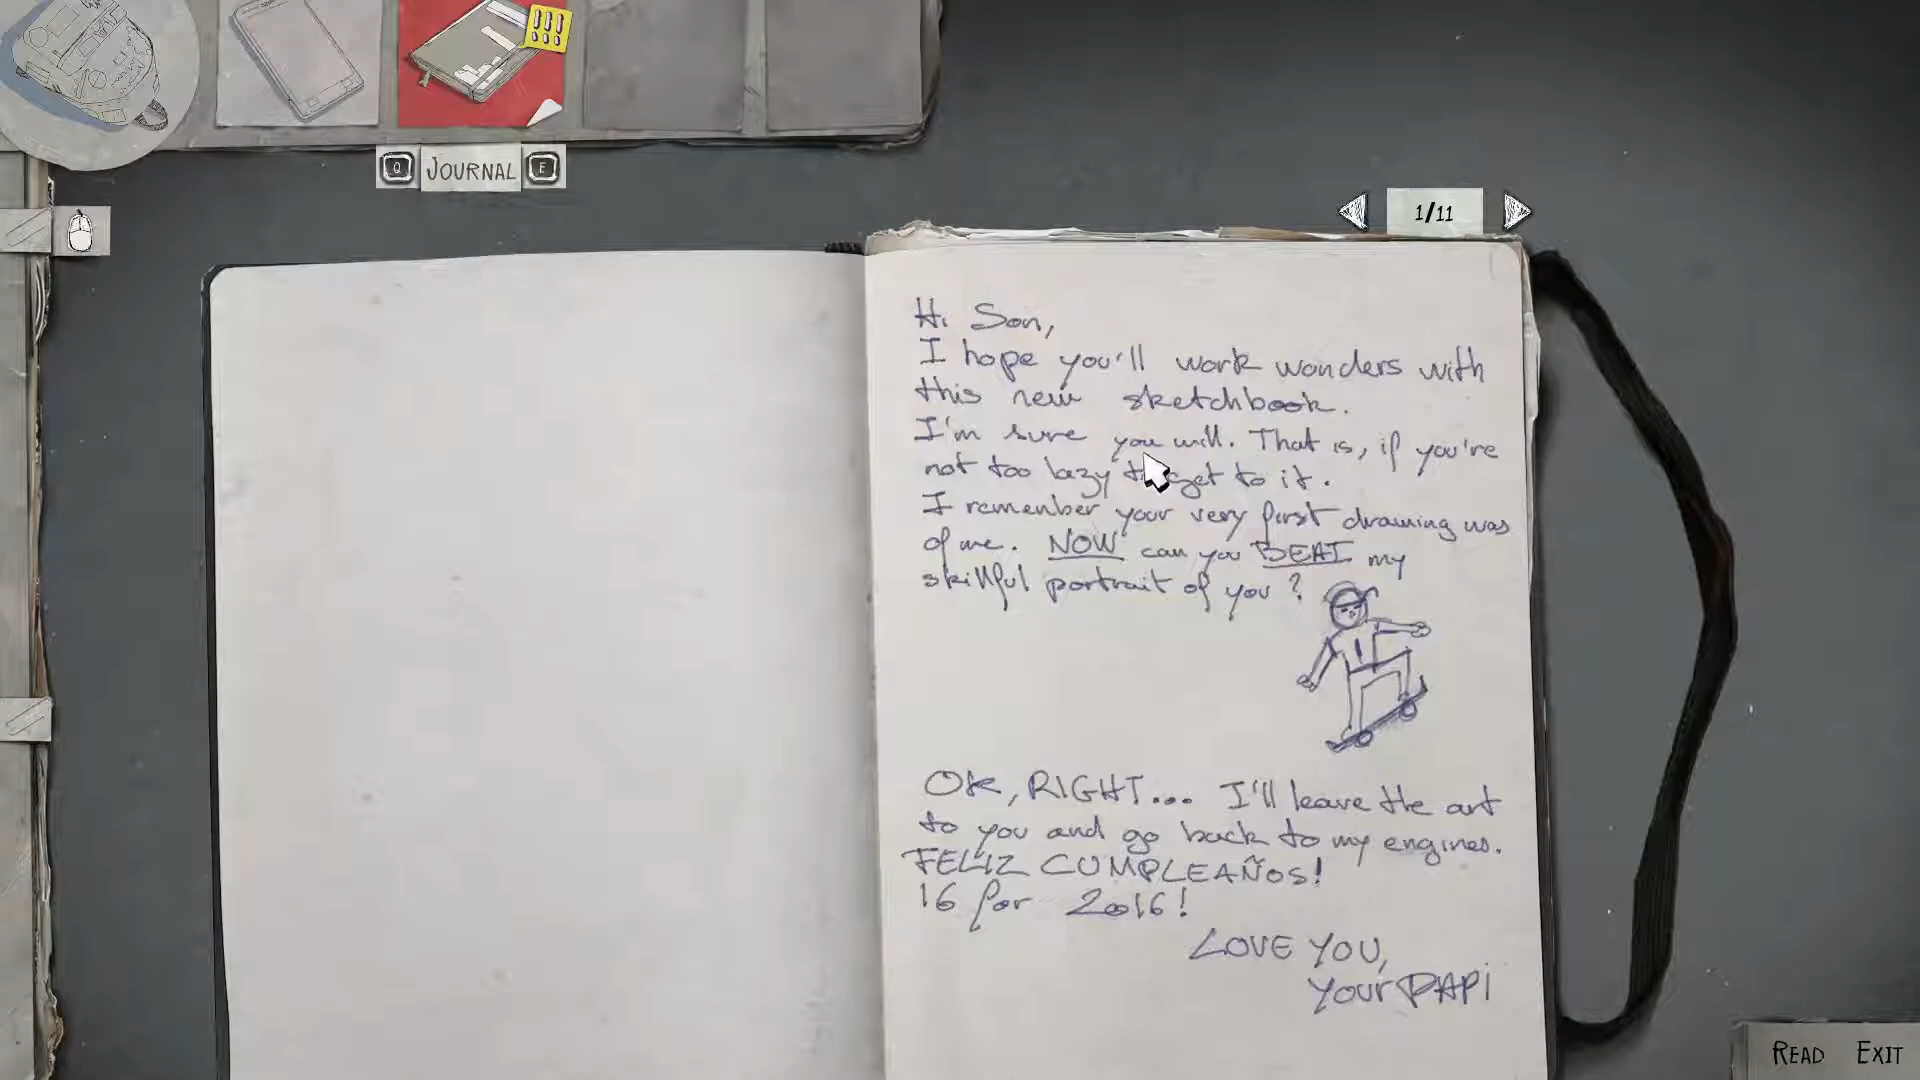 Q JOURNAL E
1/11
Hi Son,
I hope you'll work wonders with
this new sketchbook.
I'm sure you will. That is, if you're
not too lazy to get to it.
I remember your very first drawing was
of me. NOW can you BEAT my
skillful portrait of you?
OK, RIGHT... I'll leave the art
to you and go back to my engines.
FELIZ CUMPLEAÑOS!
16 for 2016!
LOVE YOU,
Your PAPI
READ EXIT